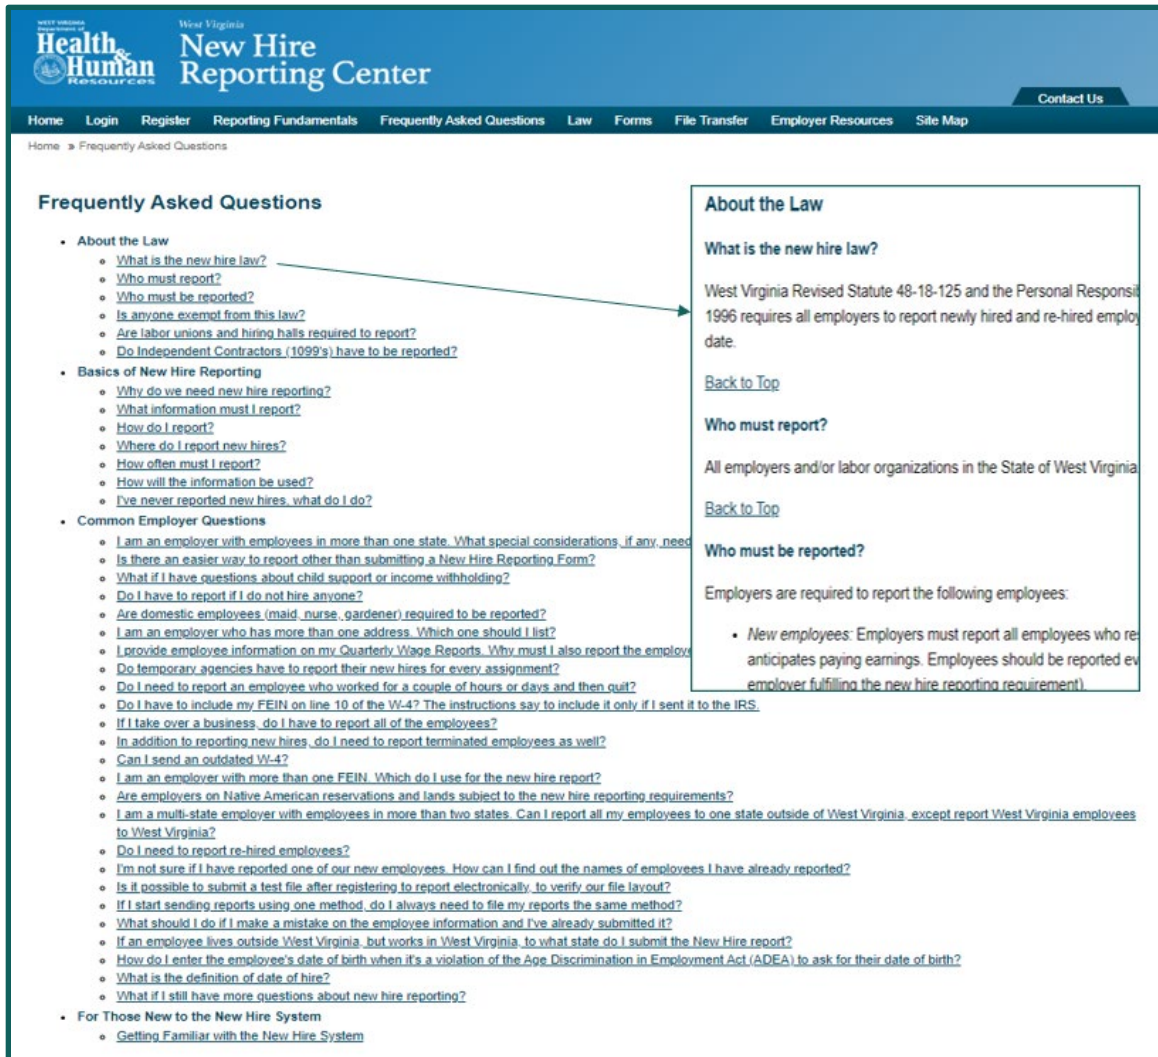 WEST VIRGINIA
Department of
Health
&
Human
Resources
West Virginia
New Hire
Reporting Center
Contact Us
Home Login Register Reporting Fundamentals Frequently Asked Questions Law Forms File Transfer Employer Resources Site Map
Home » Frequently Asked Questions
Frequently Asked Questions
• About the Law
What is the new hire law?
Who must report?
Who must be reported?
Is anyone exempt from this law?
Are labor unions and hiring halls required to report?
Do Independent Contractors (1099's) have to be reported?
• Basics of New Hire Reporting
Why do we need new hire reporting?
What information must I report?
How do I report?
Where do I report new hires?
How often must I report?
How will the information be used?
I've never reported new hires, what do I do?
• Common Employer Questions
I am an employer with employees in more than one state. What special considerations, if any, need
Is there an easier way to report other than submitting a New Hire Reporting Form?
What if I have questions about child support or income withholding?
Do I have to report if I do not hire anyone?
Are domestic employees (maid, nurse, gardener) required to be reported?
I am an employer who has more than one address. Which one should I list?
I provide employee information on my Quarterly Wage Reports. Why must I also report the employe
Do temporary agencies have to report their new hires for every assignment?
Do I need to report an employee who worked for a couple of hours or days and then quit?
Do I have to include my FEIN on line 10 of the W-4? The instructions say to include it only if I sent it to the IRS.
If I take over a business, do I have to report all of the employees?
In addition to reporting new hires, do I need to report terminated employees as well?
Can I send an outdated W-4?
I am an employer with more than one FEIN. Which do I use for the new hire report?
Are employers on Native American reservations and lands subject to the new hire reporting requirements?
I am a multi-state employer with employees in more than two states. Can I report all my employees to one state outside of West Virginia, except report West Virginia employees
to West Virginia?
Do I need to report re-hired employees?
I'm not sure if I have reported one of our new employees. How can I find out the names of employees I have already reported?
Is it possible to submit a test file after registering to report electronically, to verify our file layout?
If I start sending reports using one method, do I always need to file my reports the same method?
What should I do if I make a mistake on the employee information and I've already submitted it?
If an employee lives outside West Virginia, but works in West Virginia, to what state do I submit the New Hire report?
How do I enter the employee's date of birth when it's a violation of the Age Discrimination in Employment Act (ADEA) to ask for their date of birth?
What is the definition of date of hire?
What if I still have more questions about new hire reporting?
• For Those New to the New Hire System
Getting Familiar with the New Hire System
About the Law
What is the new hire law?
West Virginia Revised Statute 48-18-125 and the Personal Responsib
1996 requires all employers to report newly hired and re-hired employ
date.
Back to Top
Who must report?
All employers and/or labor organizations in the State of West Virginia
Back to Top
Who must be reported?
Employers are required to report the following employees:
• New employees: Employers must report all employees who re
anticipates paying earnings. Employees should be reported ev
employer fulfilling the new hire reporting requirement).